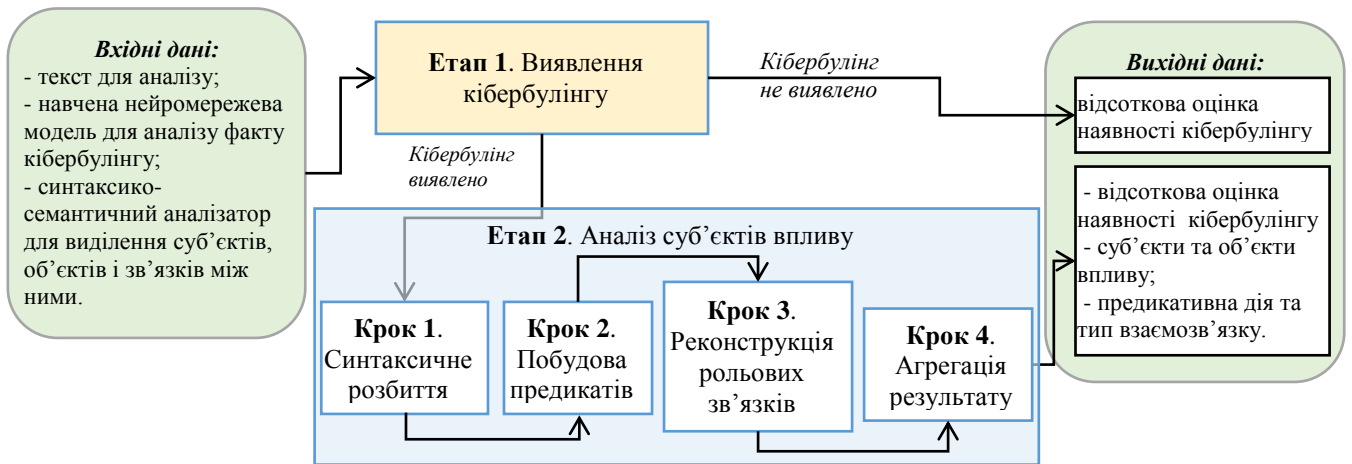 Вхідні дані:
- текст для аналізу;
- навчена нейромережева
модель для аналізу факту
кібербулінгу;
- синтаксико-
семантичний аналізатор
для виділення суб’єктів,
об’єктів і зв’язків між
ними.
Етап 1. Виявлення
кібербулінгу
Кібербулінг
не виявлено
Кібербулінг
виявлено
Етап 2. Аналіз суб’єктів впливу
Крок 1.
Синтаксичне
розбиття
Крок 2.
Побудова
предикатів
Крок 3.
Реконструкція
рольових
зв’язків
Крок 4.
Агрегація
результату
Вихідні дані:
відсоткова оцінка
наявності кібербулінгу
- відсоткова оцінка
наявності кібербулінгу
- суб’єкти та об’єкти
впливу;
- предикативна дія та
тип взаємозв’язку.